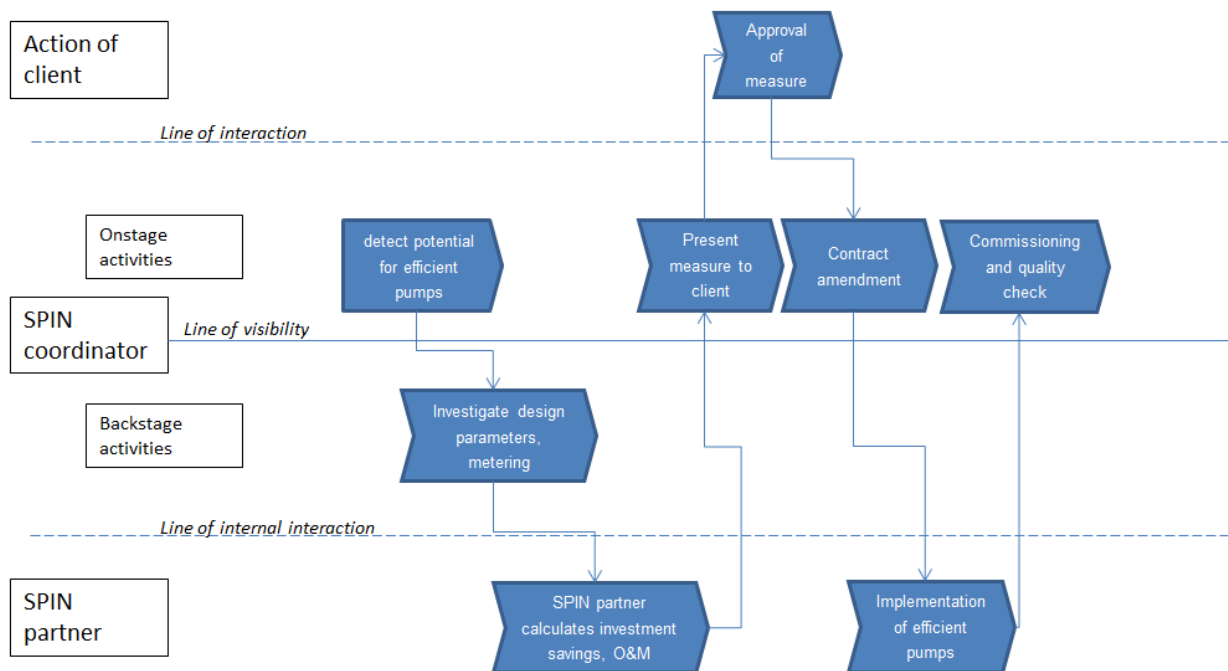 Action of
client
Approval
of
measure
Line of interaction
Onstage
activities
detect potential
for efficient
pumps
Present
measure to
client
Contract
amendment
Commissioning
and quality
check
SPIN
coordinator
Line of visibility
Backstage
activities
Investigate design
parameters,
metering
Line of internal interaction
SPIN
partner
SPIN partner
calculates investment
savings, O&M
Implementation
of efficient
pumps